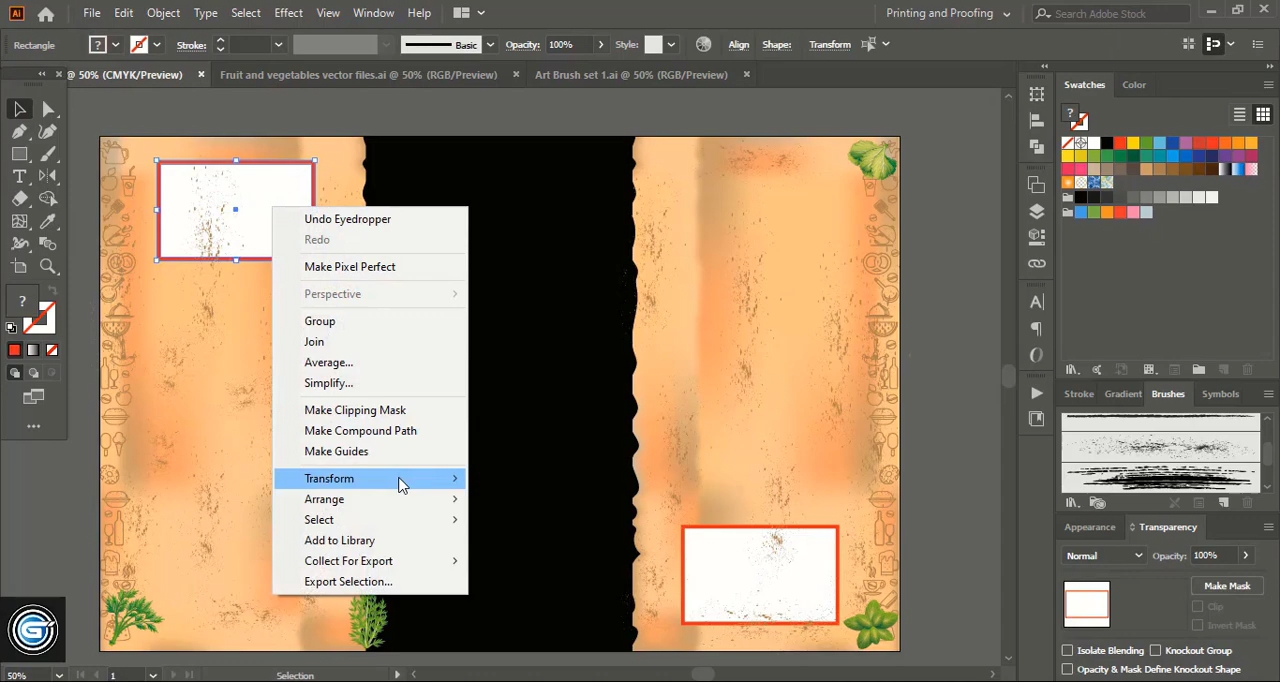 Ai File Edit Object Type Select Effect View Window Help Printing and Proofing Search Adobe Stock
Rectangle ? Stroke: Basic Opacity: 100% Style: Align Shape: Transform
@ 50% (CMYK/Preview) × Fruit and vegetables vector files.ai @ 50% (RGB/Preview) × Art Brush set 1.ai @ 50% (RGB/Preview) ×
Swatches Color
?
Undo Eyedropper
Redo
Make Pixel Perfect
Perspective
?
Group
Join
Average...
Simplify...
Make Clipping Mask
Make Compound Path
Make Guides
Transform
Arrange
Select
Add to Library
Collect For Export
Export Selection...
Stroke Gradient Brushes Symbols
Appearance Transparency
Normal Opacity: 100%
Make Mask
Clip
Invert Mask
Isolate Blending Knockout Group
Opacity & Mask Define Knockout Shape
50% 1 Selection